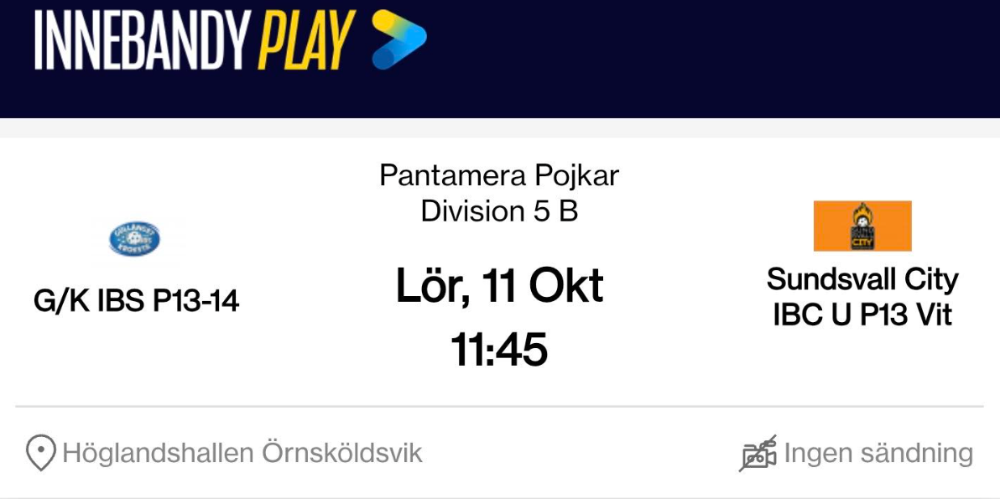 INNEBANDY PLAY
Pantamera Pojkar
Division 5 B
G/K IBS P13-14
Lör, 11 Okt
11:45
CITY
Sundsvall City
IBC U P13 Vit
Höglandshallen Örnsköldsvik
Ingen sändning